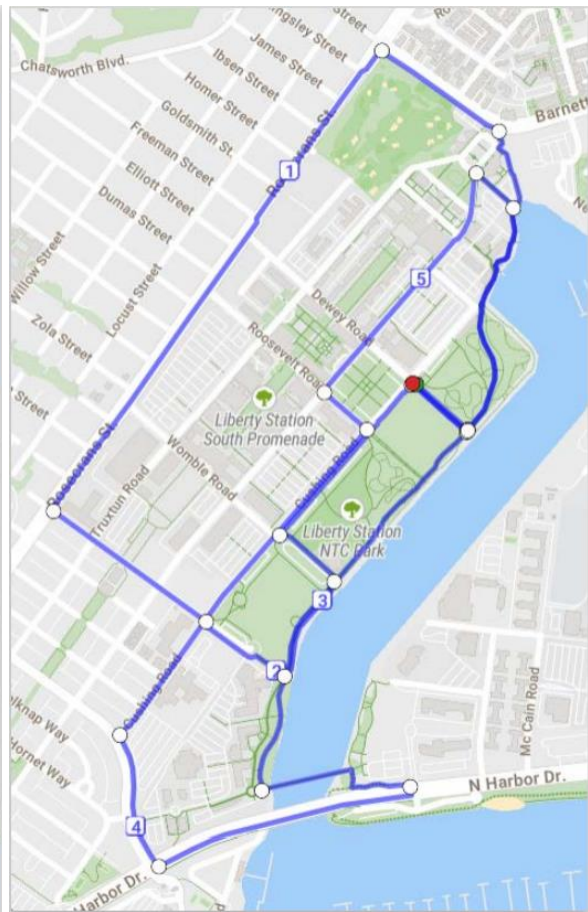 Kingsley Street
James Street
Ibsen Street
Homer Street
Goldsmith St.
Freeman Street
Elliott Street
Dumas Street
Chatsworth Blvd.
Barnett
1
Rosecrans St.
Willow Street
Locust Street
Zola Street
Street
5
Dewey Road
Roosevelt Road
Liberty Station
South Promenade
Womble Road
Truxtun Road
Rosecrans St.
Cushing Road
Liberty Station
NTC Park
3
2
Cushing Road
Mc Cain Road
Hornet Way
4
N Harbor Dr.
Harbor Dr.